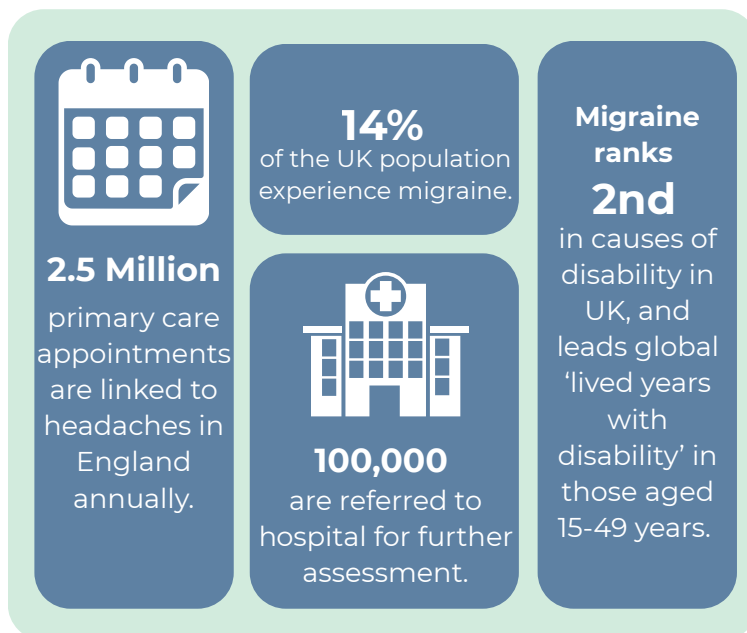 2.5 Million
primary care
appointments
are linked to
headaches in
England
annually.
14%
of the UK population
experience migraine.
100,000
are referred to
hospital for further
assessment.
Migraine
ranks
2nd
in causes of
disability in
UK, and
leads global
‘lived years
with
disability’ in
those aged
15-49 years.